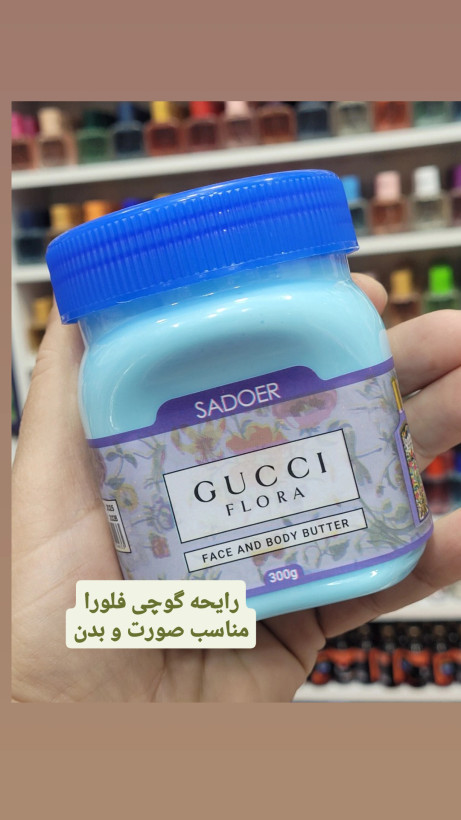 SADOER
GUCCI
FLORA
FACE AND BODY BUTTER
300g
رایحه گوچی فلورا
مناسب صورت و بدن